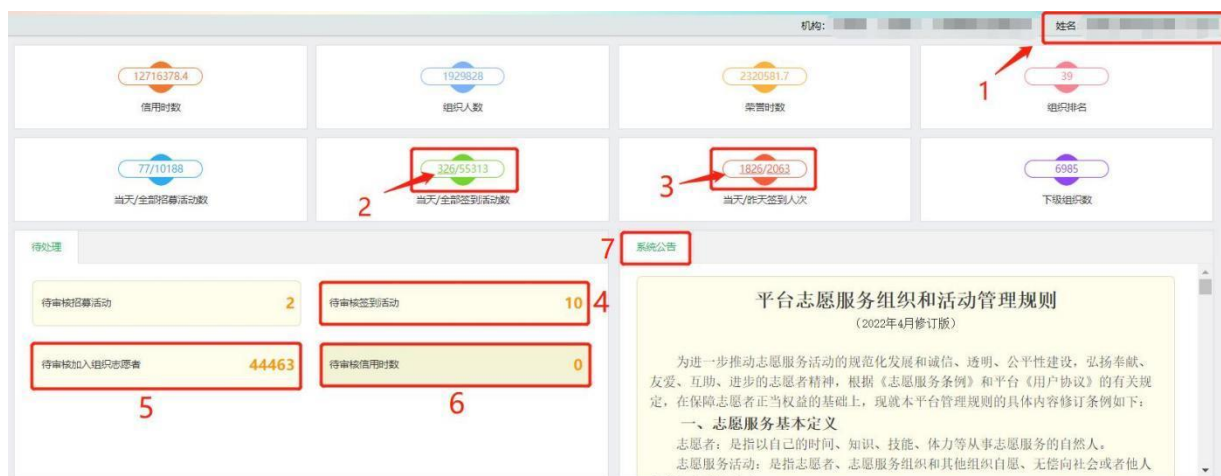 机构:
姓名
1
12716378.4
信用时数
1929828
组织人数
2320581.7
荣誉时数
39
组织排名
77/10188
当天/全部招募活动数
2
326/55313
当天/全部签到活动数
3
1826/2063
当天/昨天签到人次
6985
下级组织数
待处理
待审核招募活动
2
待审核签到活动
10
4
待审核加入组织志愿者
44463
5
待审核信用时数
0
6
7
系统公告
平台志愿服务组织和活动管理规则
（2022年4月修订版）
为进一步推动志愿服务活动的规范化发展和诚信、透明、公平性建设，弘扬奉献、
友爱、互助、进步的志愿者精神，根据《志愿服务条例》和平台《用户协议》的有关规
定，在保障志愿者正当权益的基础上，现就本平台管理规则的具体内容修订条例如下：
一、志愿服务基本定义
志愿者：是指以自己的时间、知识、技能、体力等从事志愿服务的自然人。
志愿服务活动：是指志愿者、志愿服务组织和其他组织自愿、无偿向社会或者他人